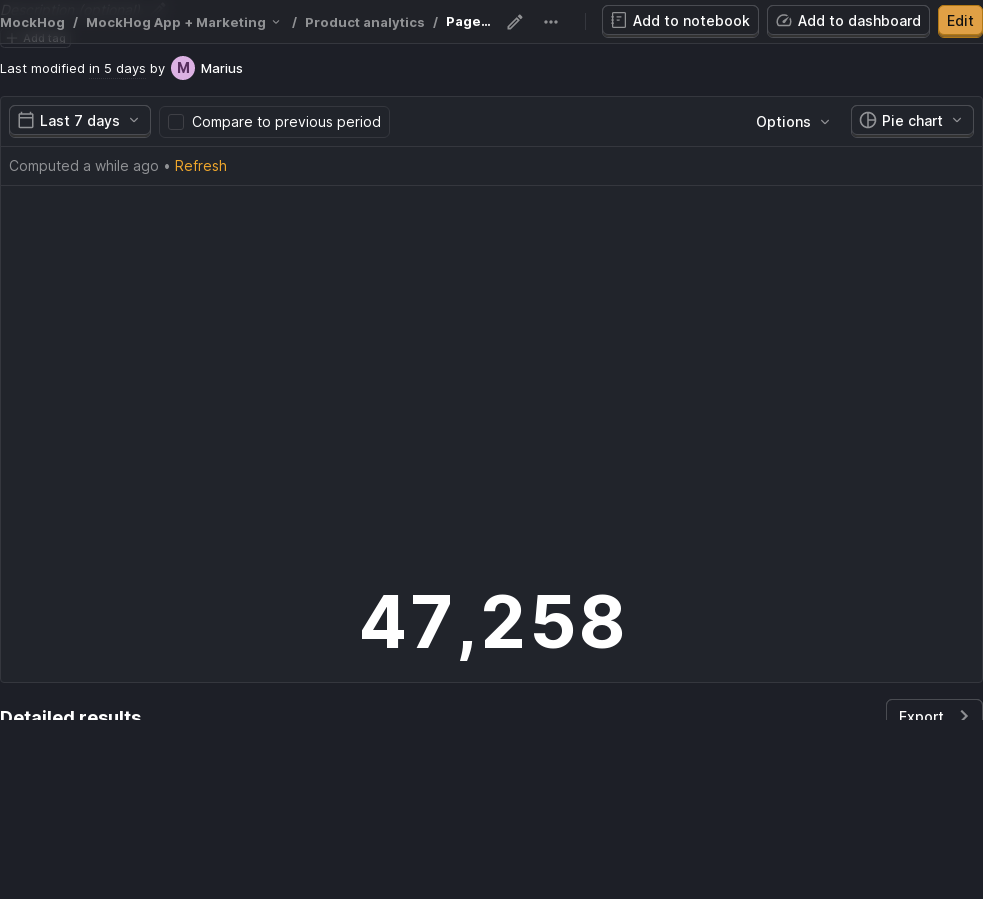 MockHog / MockHog App + Marketing / Product analytics / Page... Add to notebook Add to dashboard Edit
Add tag
Last modified in 5 days by M Marius
Last 7 days Compare to previous period Options Pie chart
Computed a while ago • Refresh
47,258
Detailed results Export